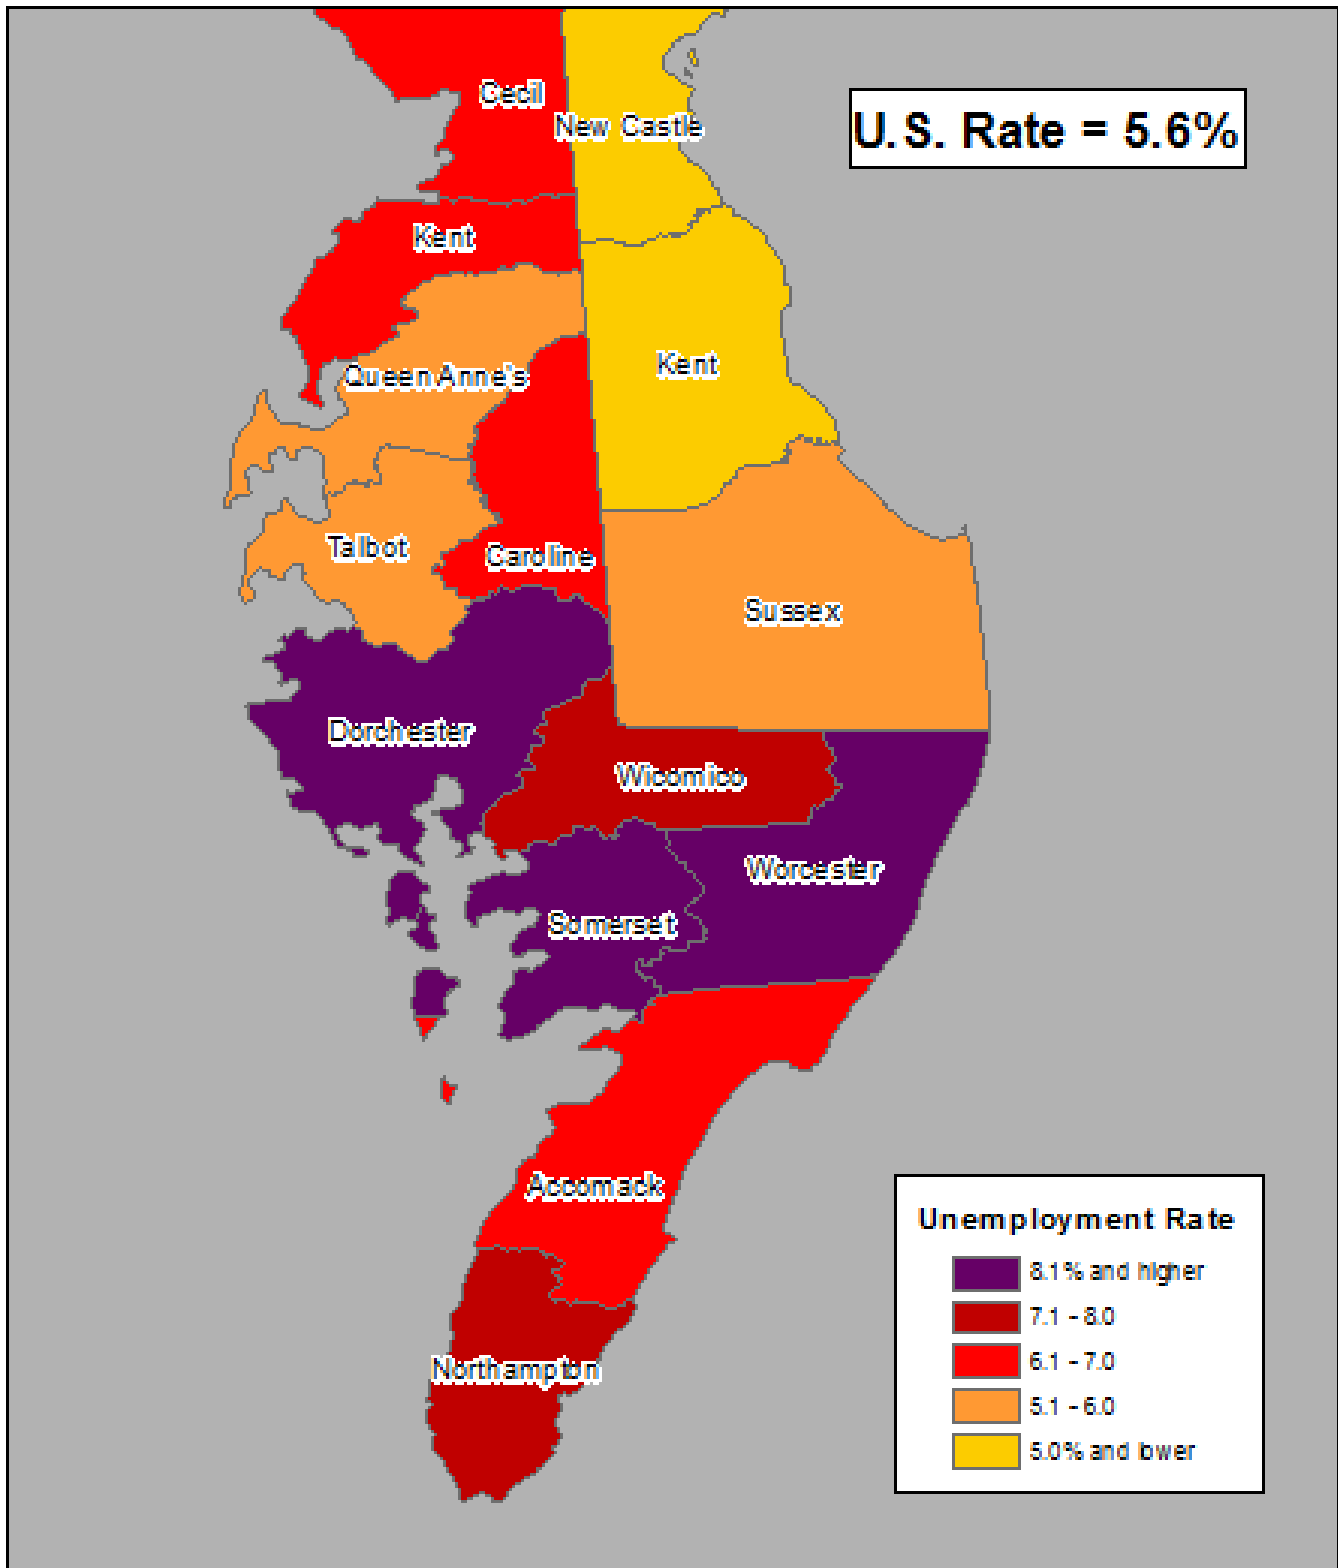 Cecil
New Castle
U.S. Rate = 5.6%
Kent
Kent
Queen Anne's
Talbot
Caroline
Sussex
Dorchester
Wicomico
Worcester
Somerset
Accomack
Northampton
Unemployment Rate
8.1% and higher
7.1 - 8.0
6.1 - 7.0
5.1 - 6.0
5.0% and lower